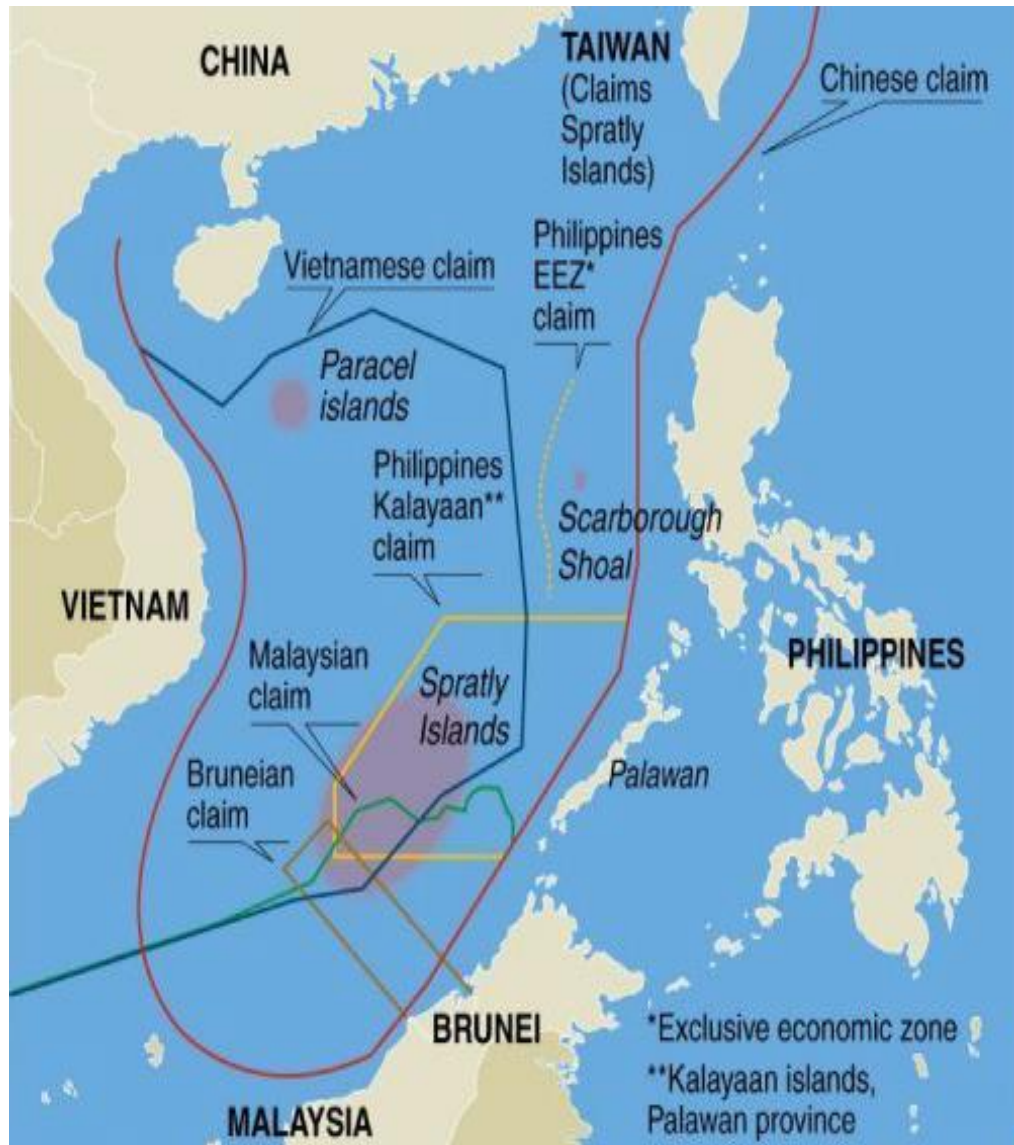 CHINA
TAIWAN
(Claims
Spratly
Islands)
Chinese claim
Philippines
EEZ*
claim
Vietnamese claim
Paracel
islands
Philippines
Kalayaan**
claim
Scarborough
Shoal
VIETNAM
PHILIPPINES
Malaysian
claim
Spratly
Islands
Bruneian
claim
Palawan
BRUNEI
MALAYSIA
*Exclusive economic zone
**Kalayaan islands,
Palawan province